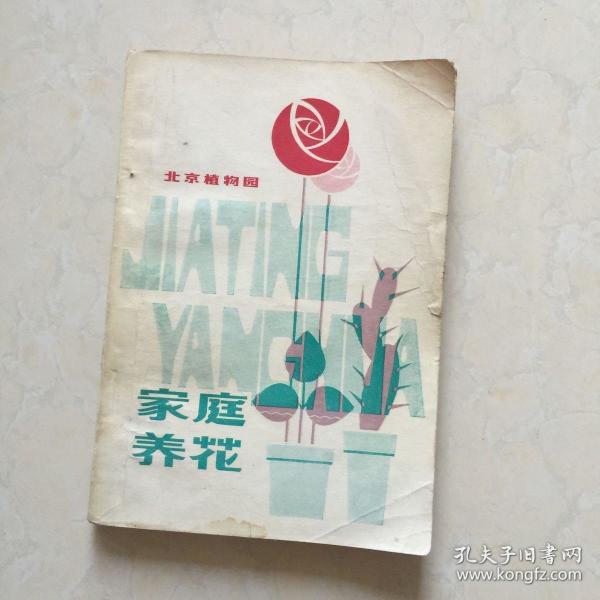 北京植物园
JIATING
YANGHUA
家庭
养花
孔夫子旧书网
www.kongfz.com